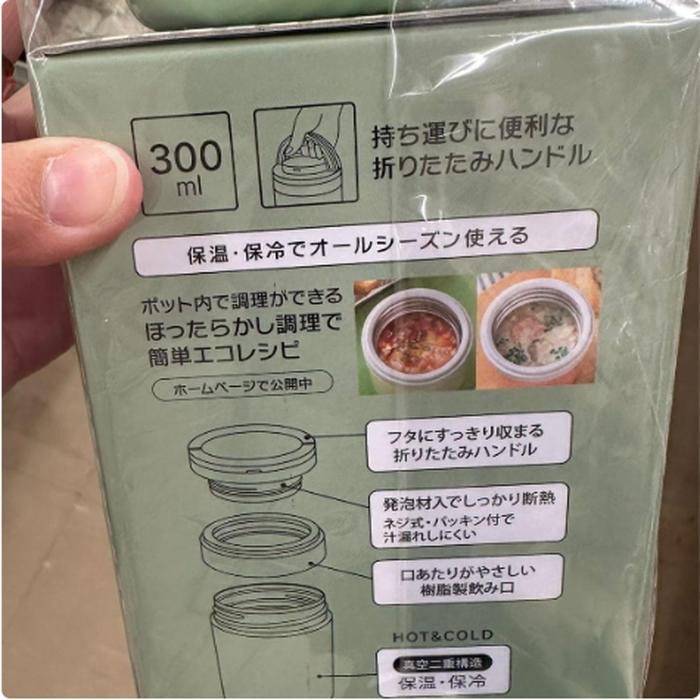 300
ml
持ち運びに便利な
折りたたみハンドル
保温・保冷でオールシーズン使える
ポット内で調理ができる
ほったらかし調理で
簡単エコレシピ
ホームページで公開中
フタにすっきり収まる
折りたたみハンドル
発泡材入でしっかり断熱
ネジ式・パッキン付で
汁漏れしにくい
口あたりがやさしい
樹脂製飲み口
HOT&COLD
真空二重構造
保温・保冷